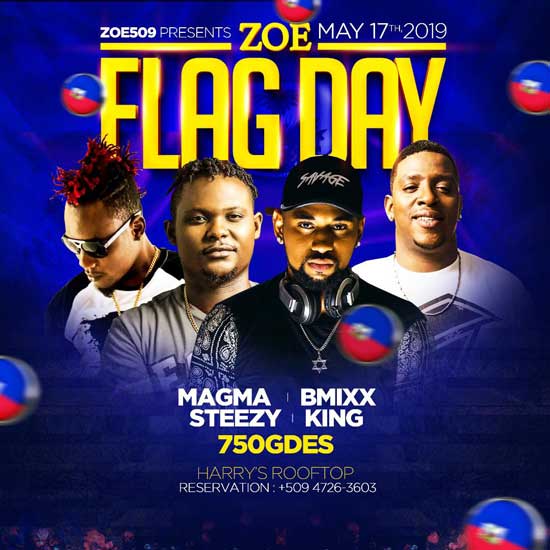 ZOE509 PRESENTS ZOE MAY 17TH, 2019
FLAG DAY
SAVAGE
MAGMA | BMIXX
STEEZY | KING
750GDES
HARRY'S ROOFTOP
RESERVATION : +509 4726-3603